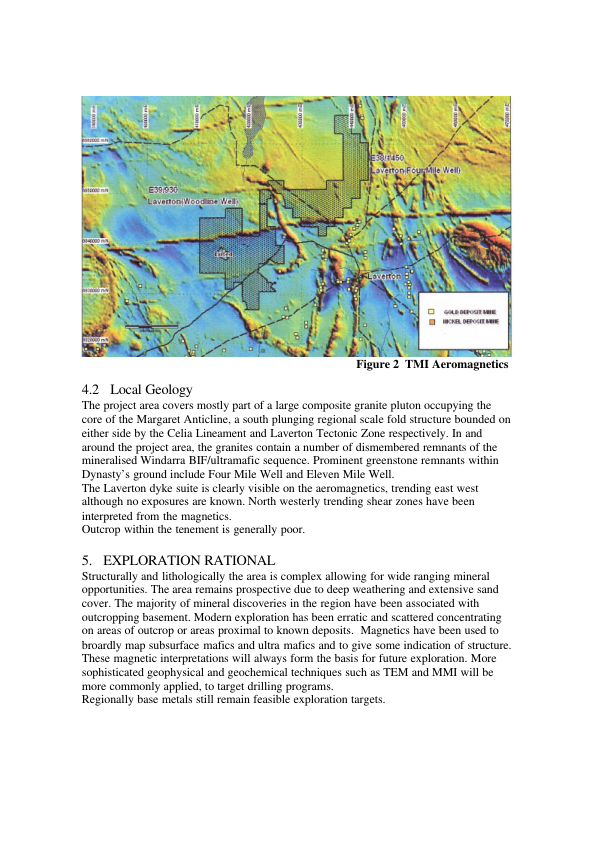 E38/1450
Laverton(Four Mile Well)
E39/930
Laverton(Woodline Well)
Laverton
GOLD DEPOSIT MINE
NICKEL DEPOSIT MINE
Figure 2  TMI Aeromagnetics
4.2   Local Geology
The project area covers mostly part of a large composite granite pluton occupying the
core of the Margaret Anticline, a south plunging regional scale fold structure bounded on
either side by the Celia Lineament and Laverton Tectonic Zone respectively. In and
around the project area, the granites contain a number of dismembered remnants of the
mineralised Windarra BIF/ultramafic sequence. Prominent greenstone remnants within
Dynasty’s ground include Four Mile Well and Eleven Mile Well.
The Laverton dyke suite is clearly visible on the aeromagnetics, trending east west
although no exposures are known. North westerly trending shear zones have been
interpreted from the magnetics.
Outcrop within the tenement is generally poor.
5.   EXPLORATION RATIONAL
Structurally and lithologically the area is complex allowing for wide ranging mineral
opportunities. The area remains prospective due to deep weathering and extensive sand
cover. The majority of mineral discoveries in the region have been associated with
outcropping basement. Modern exploration has been erratic and scattered concentrating
on areas of outcrop or areas proximal to known deposits.  Magnetics have been used to
broardly map subsurface mafics and ultra mafics and to give some indication of structure.
These magnetic interpretations will always form the basis for future exploration. More
sophisticated geophysical and geochemical techniques such as TEM and MMI will be
more commonly applied, to target drilling programs.
Regionally base metals still remain feasible exploration targets.